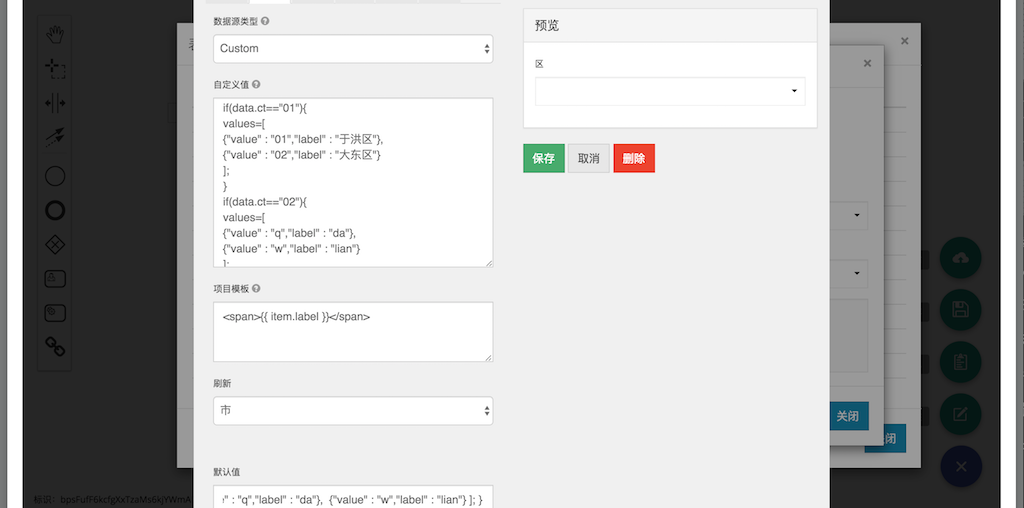 数据源类型
Custom
自定义值
if(data.ct=="01"){
values=[
{"value" : "01","label" : "于洪区"},
{"value" : "02","label" : "大东区"}
];
}
if(data.ct=="02"){
values=[
{"value" : "q","label" : "da"},
{"value" : "w","label" : "lian"}
];
项目模板
<span>{{ item.label }}</span>
刷新
市
默认值
" : "q","label" : "da"}, {"value" : "w","label" : "lian"} ]; }
预览
区
保存 取消 删除
关闭
闭
标识: bpsFufF6kcfgXxTzaMs6kjYWmA